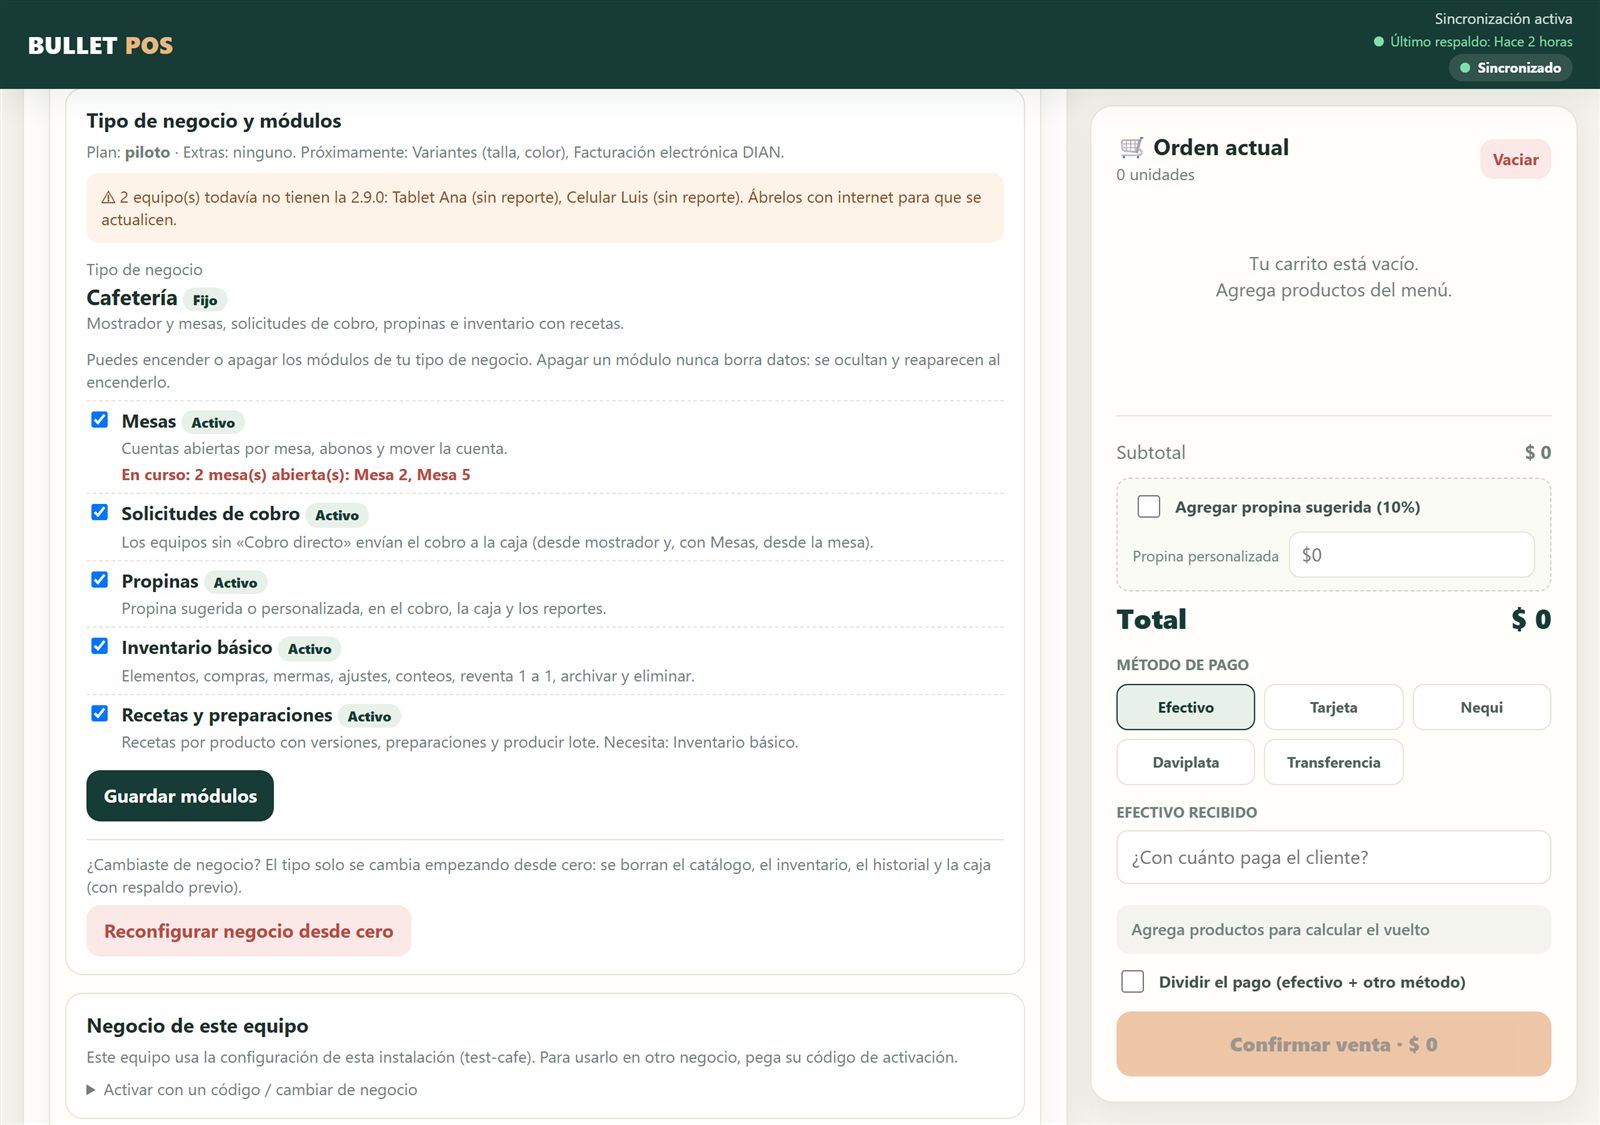 BULLET POS
Sincronización activa
Último respaldo: Hace 2 horas
Sincronizado
Tipo de negocio y módulos
Plan: piloto · Extras: ninguno. Próximamente: Variantes (talla, color), Facturación electrónica DIAN.
⚠ 2 equipo(s) todavía no tienen la 2.9.0: Tablet Ana (sin reporte), Celular Luis (sin reporte). Ábrelos con internet para que se
actualicen.
Tipo de negocio
Cafetería Fijo
Mostrador y mesas, solicitudes de cobro, propinas e inventario con recetas.
Puedes encender o apagar los módulos de tu tipo de negocio. Apagar un módulo nunca borra datos: se ocultan y reaparecen al
encenderlo.
Mesas Activo
Cuentas abiertas por mesa, abonos y mover la cuenta.
En curso: 2 mesa(s) abierta(s): Mesa 2, Mesa 5
Solicitudes de cobro Activo
Los equipos sin «Cobro directo» envían el cobro a la caja (desde mostrador y, con Mesas, desde la mesa).
Propinas Activo
Propina sugerida o personalizada, en el cobro, la caja y los reportes.
Inventario básico Activo
Elementos, compras, mermas, ajustes, conteos, reventa 1 a 1, archivar y eliminar.
Recetas y preparaciones Activo
Recetas por producto con versiones, preparaciones y producir lote. Necesita: Inventario básico.
Guardar módulos
¿Cambiaste de negocio? El tipo solo se cambia empezando desde cero: se borran el catálogo, el inventario, el historial y la caja
(con respaldo previo).
Reconfigurar negocio desde cero
Negocio de este equipo
Este equipo usa la configuración de esta instalación (test-cafe). Para usarlo en otro negocio, pega su código de activación.
Activar con un código / cambiar de negocio
Orden actual
0 unidades
Vaciar
Tu carrito está vacío.
Agrega productos del menú.
Subtotal $ 0
Agregar propina sugerida (10%)
Propina personalizada $0
Total $ 0
MÉTODO DE PAGO
Efectivo Tarjeta Nequi
Daviplata Transferencia
EFECTIVO RECIBIDO
¿Con cuánto paga el cliente?
Agrega productos para calcular el vuelto
Dividir el pago (efectivo + otro método)
Confirmar venta · $ 0